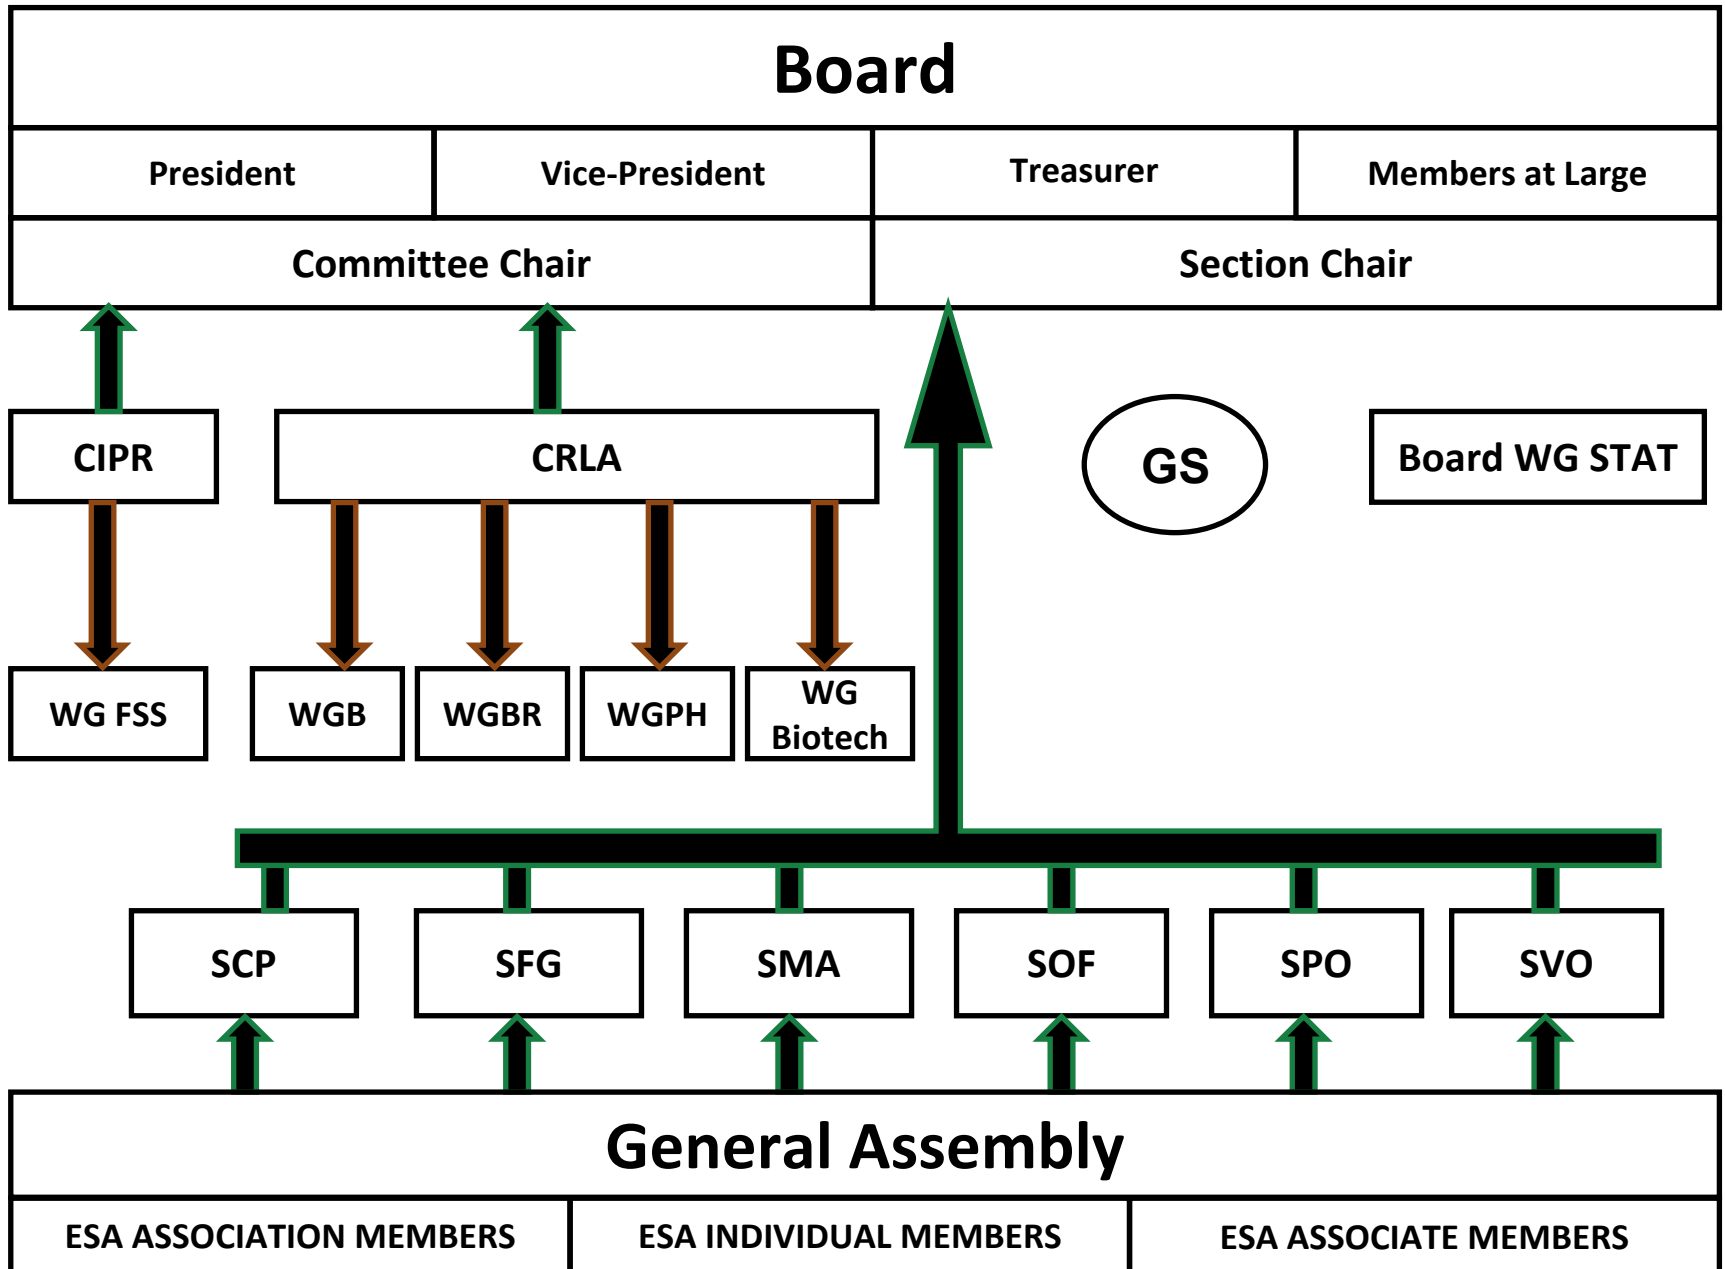 Board
President
Vice-President
Treasurer
Members at Large
Committee Chair
Section Chair
CIPR
CRLA
GS
Board WG STAT
WG FSS
WGB
WGBR
WGPH
WG
Biotech
SCP
SFG
SMA
SOF
SPO
SVO
General Assembly
ESA ASSOCIATION MEMBERS
ESA INDIVIDUAL MEMBERS
ESA ASSOCIATE MEMBERS